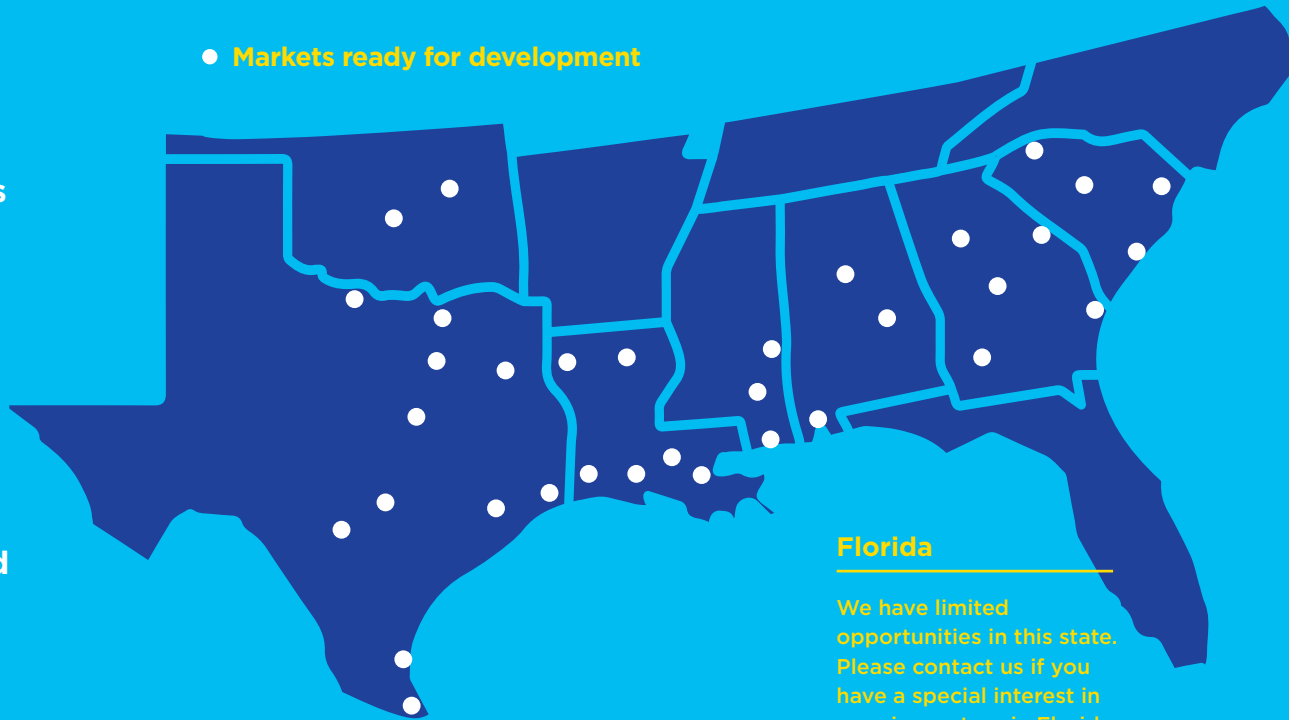 Markets ready for development
Florida
We have limited
opportunities in this state.
Please contact us if you
have a special interest in